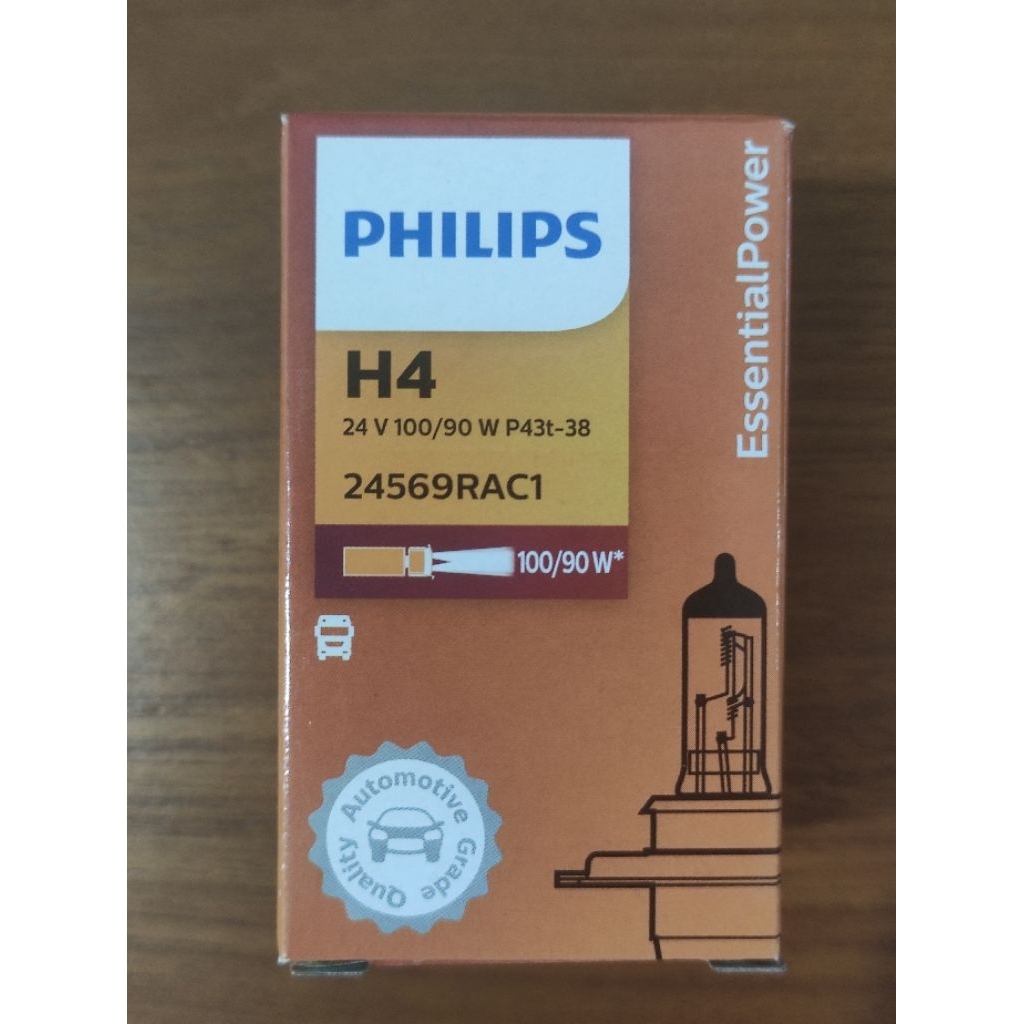 PHILIPS
H4
24 V 100/90 W P43t-38
24569RAC1
100/90 W*
EssentialPower
Automotive Grade Quality